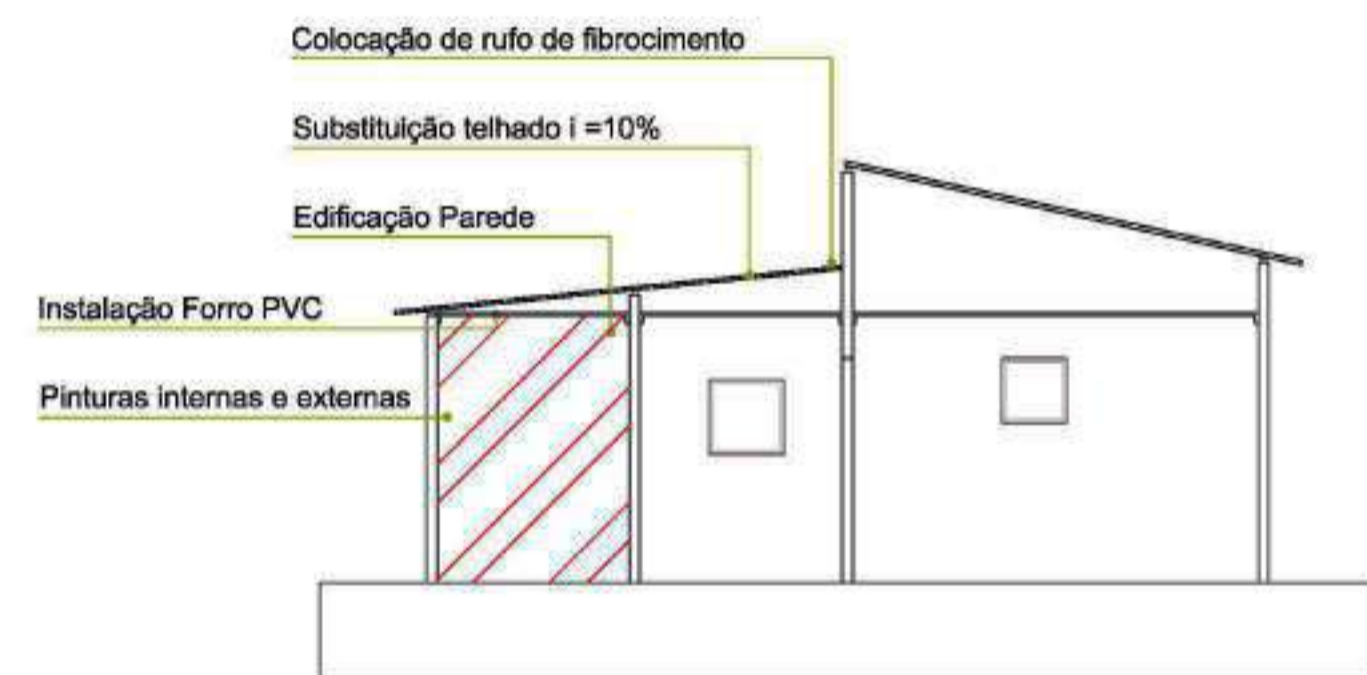 Colocação de rufo de fibrocimento
Substituição telhado i =10%
Edificação Parede
Instalação Forro PVC
Pinturas internas e externas